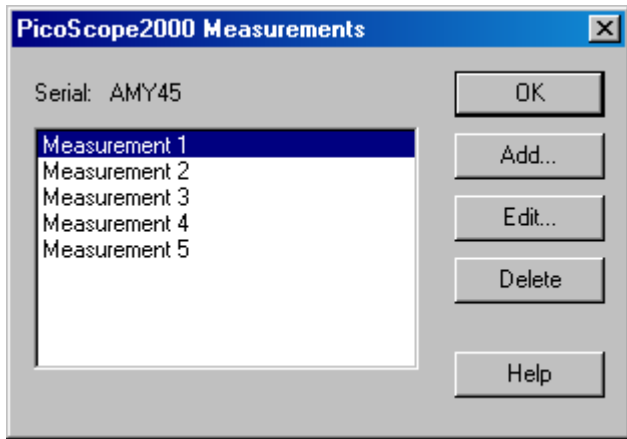 PicoScope2000 Measurements
Serial: AMY45
OK
Measurement 1
Measurement 2
Measurement 3
Measurement 4
Measurement 5
Add...
Edit...
Delete
Help